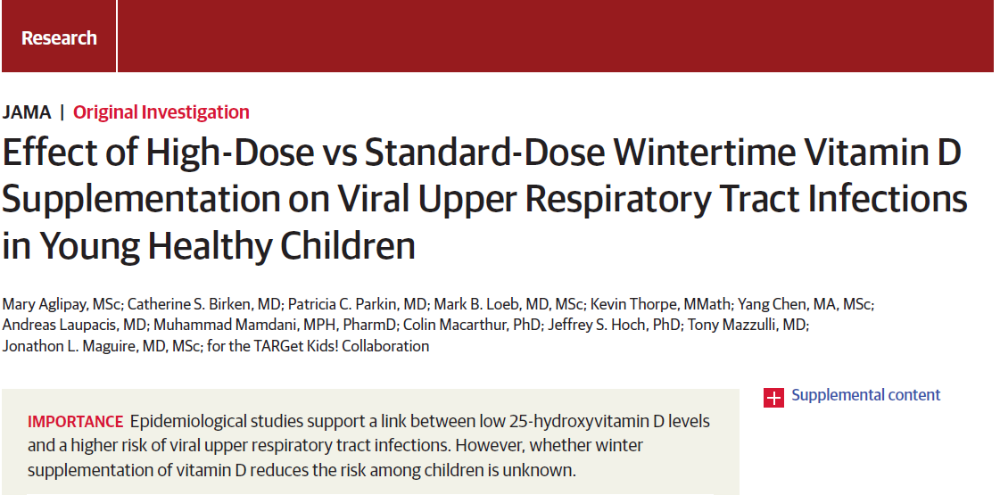 Research
JAMA | Original Investigation
Effect of High-Dose vs Standard-Dose Wintertime Vitamin D
Supplementation on Viral Upper Respiratory Tract Infections
in Young Healthy Children
Mary Aglipay, MSc; Catherine S. Birken, MD; Patricia C. Parkin, MD; Mark B. Loeb, MD, MSc; Kevin Thorpe, MMath; Yang Chen, MA, MSc;
Andreas Laupacis, MD; Muhammad Mamdani, MPH, PharmD; Colin Macarthur, PhD; Jeffrey S. Hoch, PhD; Tony Mazzulli, MD;
Jonathon L. Maguire, MD, MSc; for the TARGet Kids! Collaboration
IMPORTANCE Epidemiological studies support a link between low 25-hydroxyvitamin D levels
and a higher risk of viral upper respiratory tract infections. However, whether winter
supplementation of vitamin D reduces the risk among children is unknown.
+ Supplemental content